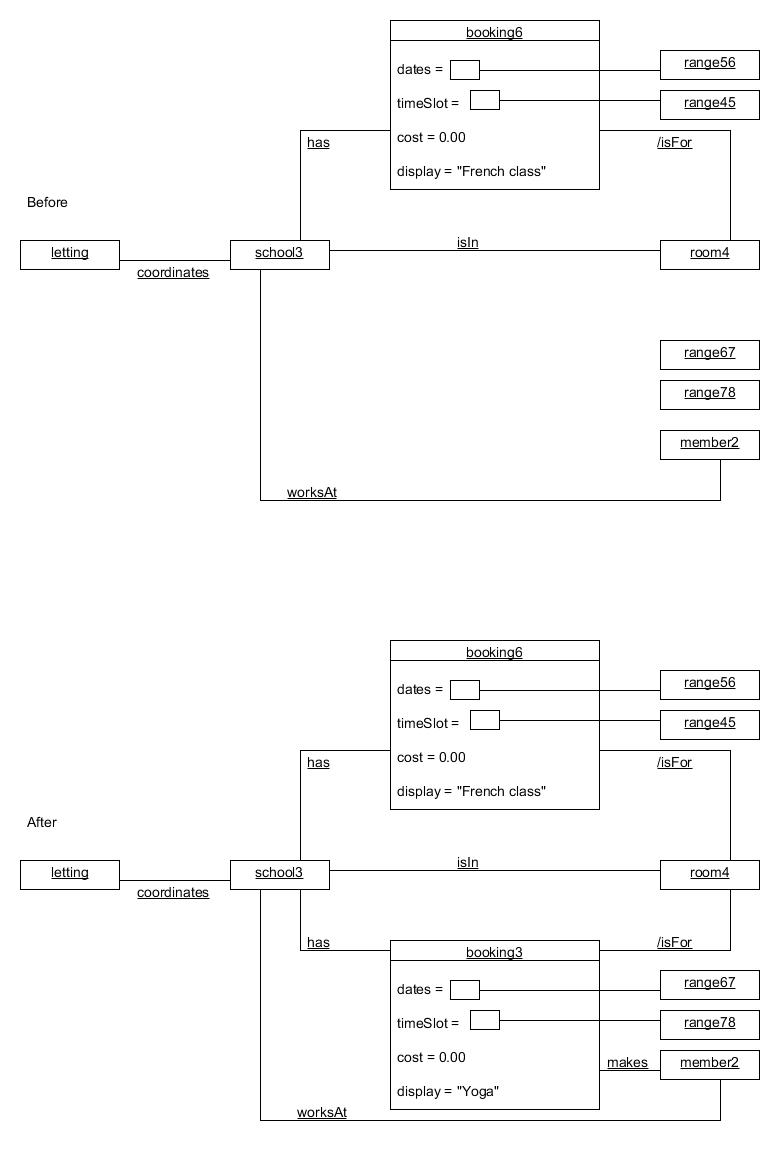 booking6
dates =
range56
timeSlot =
range45
cost = 0.00
has
/isFor
display = "French class"
Before
letting
school3
isIn
room4
coordinates
range67
range78
member2
worksAt
booking6
dates =
range56
timeSlot =
range45
cost = 0.00
has
/isFor
display = "French class"
After
letting
school3
isIn
room4
coordinates
has
/isFor
booking3
dates =
range67
timeSlot =
range78
cost = 0.00
makes
member2
display = "Yoga"
worksAt